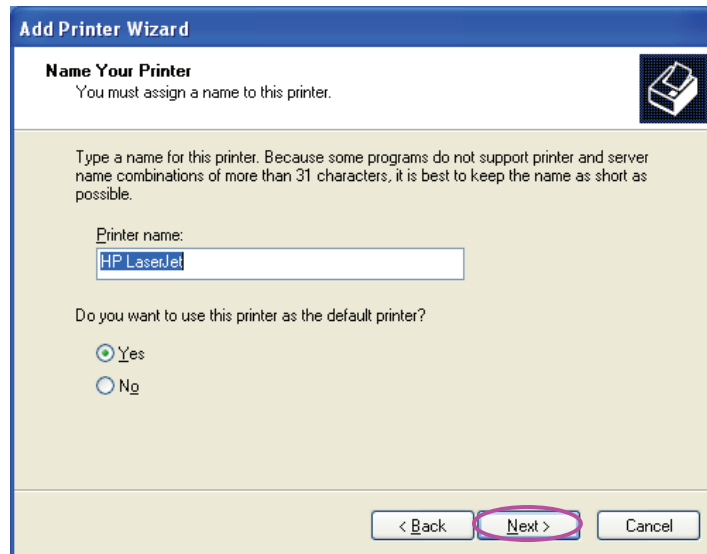 Add Printer Wizard
Name Your Printer
You must assign a name to this printer.
Type a name for this printer. Because some programs do not support printer and server
name combinations of more than 31 characters, it is best to keep the name as short as
possible.
Printer name:
HP LaserJet
Do you want to use this printer as the default printer?
Yes
No
< Back Next > Cancel